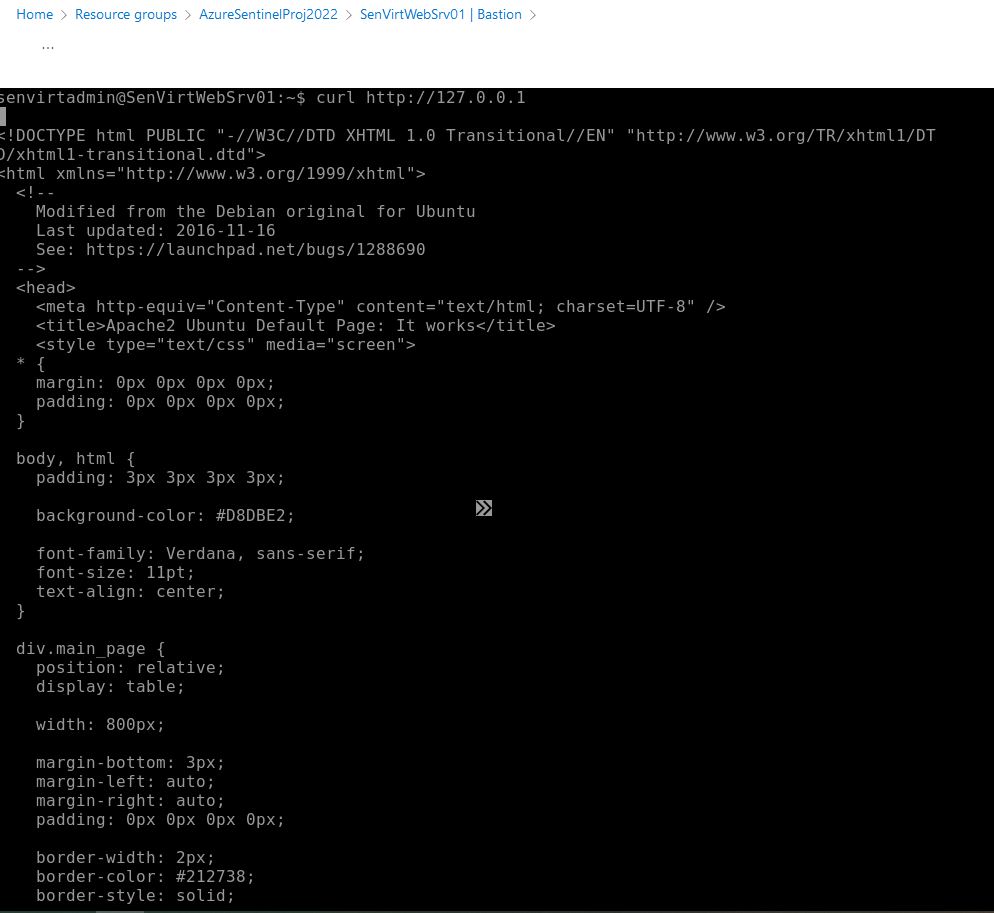 Home > Resource groups > AzureSentinelProj2022 > SenVirtWebSrv01 | Bastion >
...
senvirtadmin@SenVirtWebSrv01:~$ curl http://127.0.0.1
<!DOCTYPE html PUBLIC "-//W3C//DTD XHTML 1.0 Transitional//EN" "http://www.w3.org/TR/xhtml1/DT
D/xhtml1-transitional.dtd">
<html xmlns="http://www.w3.org/1999/xhtml">
  <!--
    Modified from the Debian original for Ubuntu
    Last updated: 2016-11-16
    See: https://launchpad.net/bugs/1288690
  -->
  <head>
    <meta http-equiv="Content-Type" content="text/html; charset=UTF-8" />
    <title>Apache2 Ubuntu Default Page: It works</title>
    <style type="text/css" media="screen">
  * {
    margin: 0px 0px 0px 0px;
    padding: 0px 0px 0px 0px;
  }

  body, html {
    padding: 3px 3px 3px 3px;

    background-color: #D8DBE2;

    font-family: Verdana, sans-serif;
    font-size: 11pt;
    text-align: center;
  }

  div.main_page {
    position: relative;
    display: table;

    width: 800px;

    margin-bottom: 3px;
    margin-left: auto;
    margin-right: auto;
    padding: 0px 0px 0px 0px;

    border-width: 2px;
    border-color: #212738;
    border-style: solid;